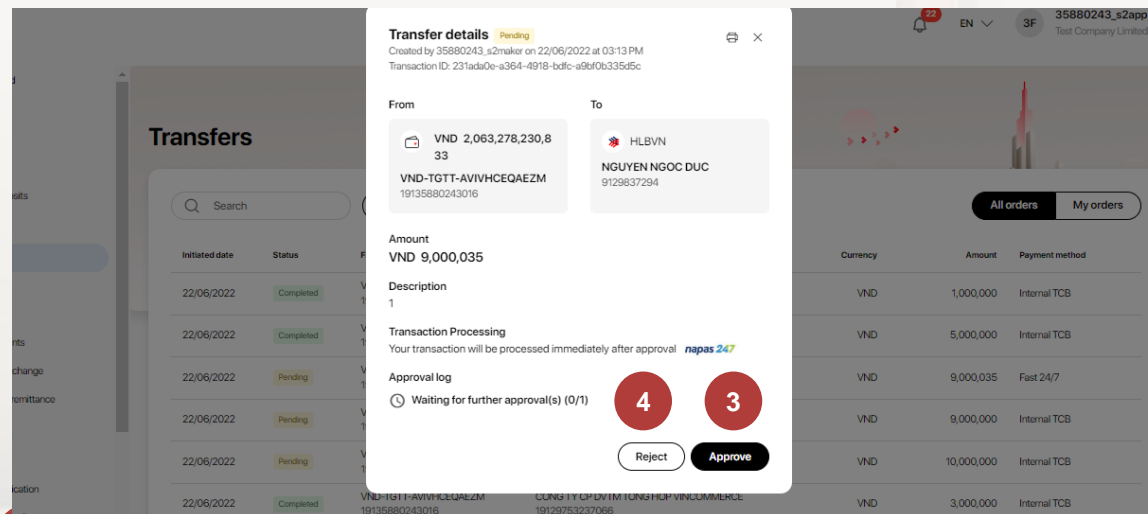 22
EN
3F
35880243_s2app
Test Company Limited
Transfer details Pending
Created by 35880243_s2maker on 22/06/2022 at 03:13 PM
Transaction ID: 231ada0e-a364-4918-bdfc-a9bf0b335d5c
From
To
VND 2,063,278,230,8
33
VND-TGTT-AVIVHCEQAEZM
19135880243016
HLBVN
NGUYEN NGOC DUC
9129837294
Amount
VND 9,000,035
Description
1
Transaction Processing
Your transaction will be processed immediately after approval napas 247
Approval log
Waiting for further approval(s) (0/1)
4
3
Reject
Approve
Transfers
Search
All orders
My orders
Initiated date Status Currency Amount Payment method
22/06/2022 Completed VND 1,000,000 Internal TCB
22/06/2022 Completed VND 5,000,000 Internal TCB
22/06/2022 Pending VND 9,000,035 Fast 24/7
22/06/2022 Pending VND 9,000,000 Internal TCB
22/06/2022 Pending VND 10,000,000 Internal TCB
22/06/2022 Completed VND-TGTT-AVIVHCEQAEZM CONG TY CP DVTM TONG HOP VINCOMMERCE VND 3,000,000 Internal TCB
19135880243016 19129753237066